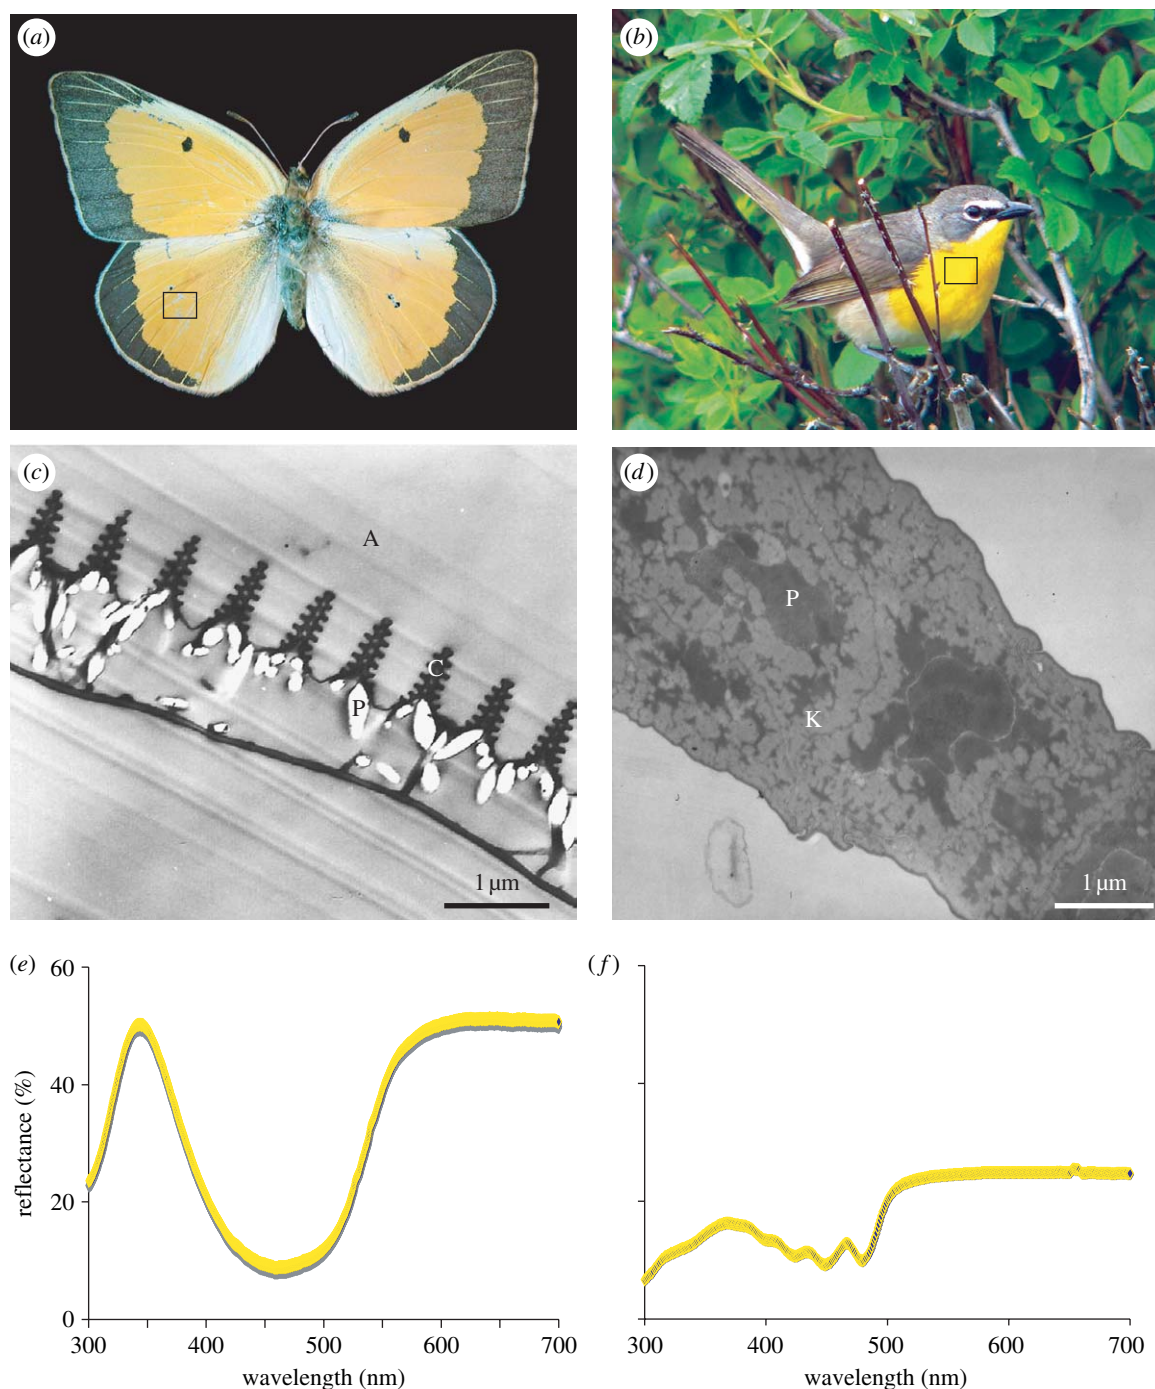 (a)
(b)
(c)
A
C
P
1 μm
(d)
P
K
1 μm
(e)
60
40
20
0
reflectance (%)
300
400
500
600
700
wavelength (nm)
(f)
300
400
500
600
700
wavelength (nm)